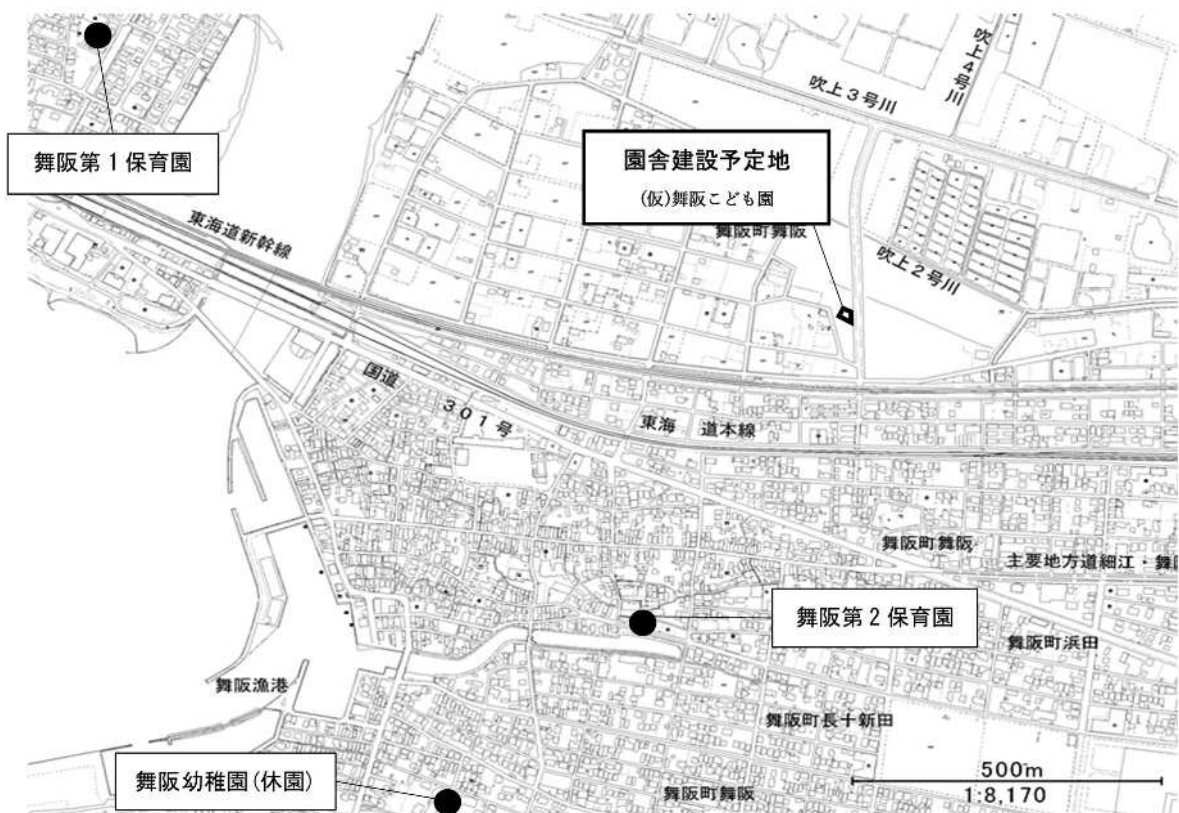 吹上4号川
吹上3号川
舞阪第1保育園
園舎建設予定地
(仮)舞阪こども園
舞阪町舞阪
東海道新幹線
吹上2号川
国道
301号
東海
道本線
舞阪町舞阪
主要地方道細江・舞
舞阪第2保育園
舞阪町浜田
舞阪漁港
舞阪町長十新田
舞阪幼稚園(休園)
舞阪町舞阪
500m
1:8,170